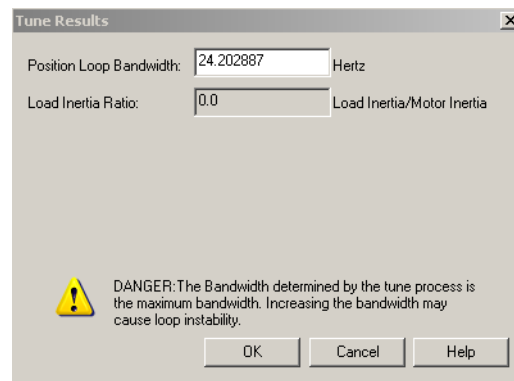 Tune Results
Position Loop Bandwidth: 24.202887 Hertz
Load Inertia Ratio: 0.0 Load Inertia/Motor Inertia
DANGER:The Bandwidth determined by the tune process is
the maximum bandwidth. Increasing the bandwidth may
cause loop instability.
OK Cancel Help